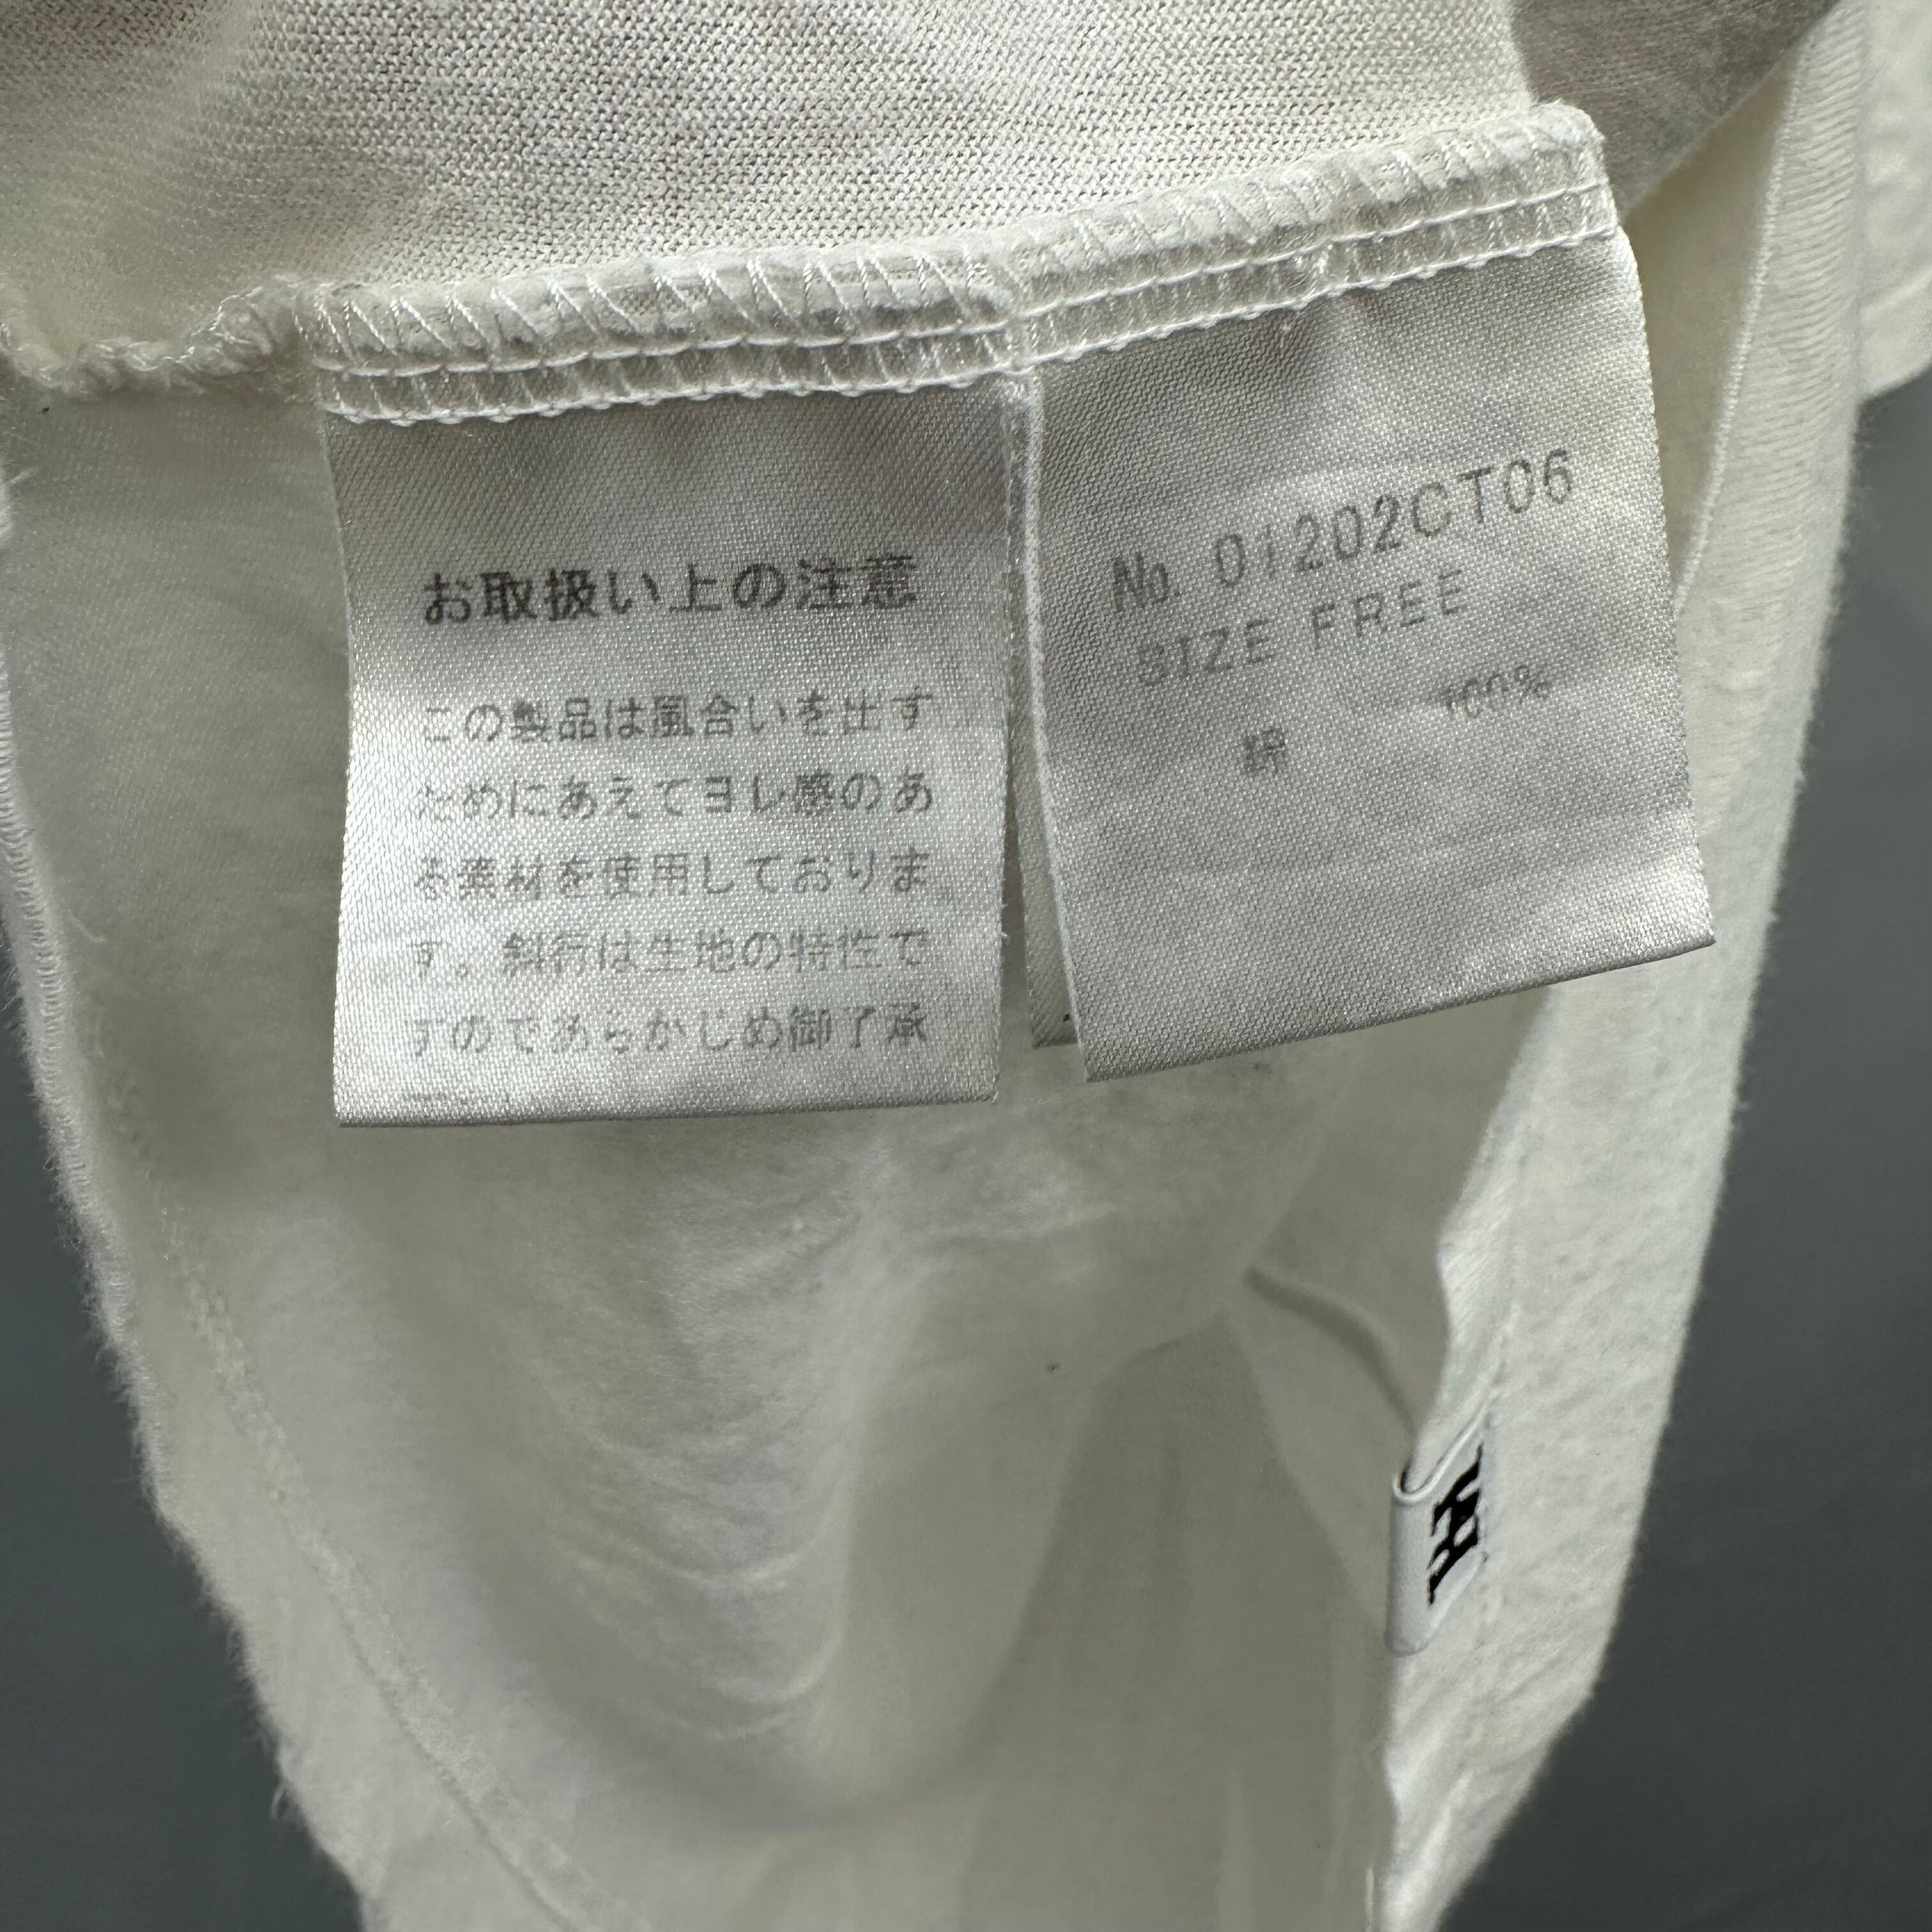 お取扱い上の注意
この製品は風合いを出す
ためにあえてヨレ感のあ
る素材を使用しておりま
す。斜行は生地の特性で
すのであらかじめ御了承
No. 01202CT06
SIZE FREE
100%
H